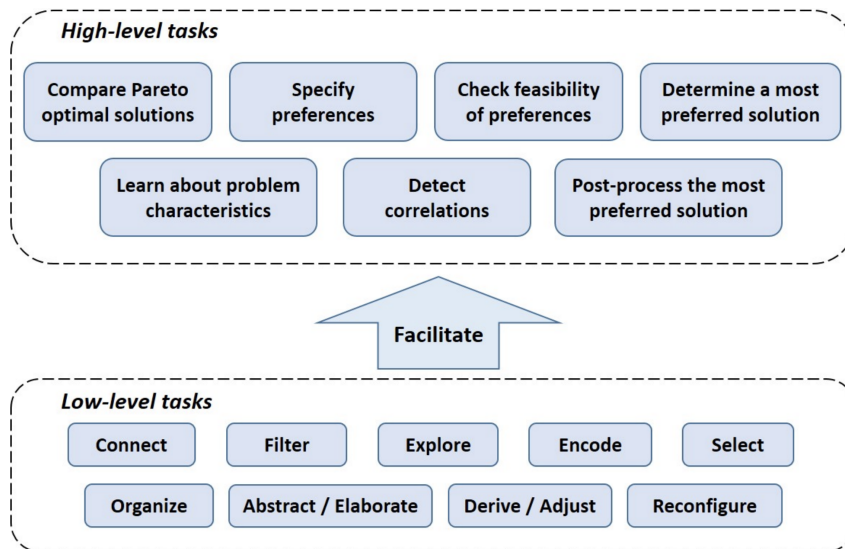 High-level tasks
Compare Pareto
optimal solutions
Specify
preferences
Check feasibility
of preferences
Determine a most
preferred solution
Learn about problem
characteristics
Detect
correlations
Post-process the most
preferred solution
Facilitate
Low-level tasks
Connect
Filter
Explore
Encode
Select
Organize
Abstract / Elaborate
Derive / Adjust
Reconfigure